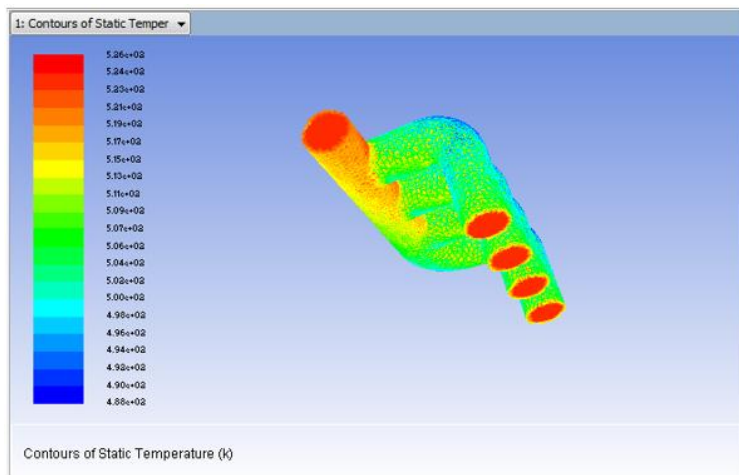 1: Contours of Static Temper
5.26e+02
5.24e+02
5.23e+02
5.21e+02
5.19e+02
5.17e+02
5.15e+02
5.13e+02
5.11e+02
5.09e+02
5.07e+02
5.06e+02
5.04e+02
5.02e+02
5.00e+02
4.98e+02
4.96e+02
4.94e+02
4.92e+02
4.90e+02
4.88e+02
Contours of Static Temperature (k)